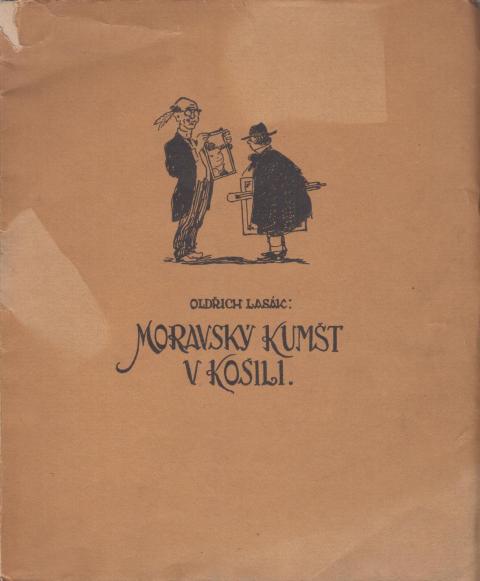 OLDŘICH LASÁK:
MORAVSKÝ KUMŠT
V KOŠILI.